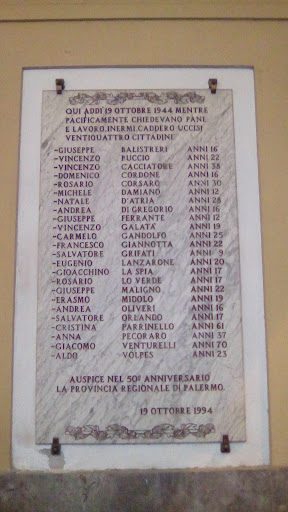 QUI ADDI 19 OTTOBRE 1944 MENTRE
PACIFICAMENTE CHIEDEVANO PANE
E LAVORO, INERMI, CADDERO UCCISI
VENTIQUATTRO CITTADINI
-GIUSEPPE BALISTRERI ANNI 16
-VINCENZO PUCCIO ANNI 22
-VINCENZO CACCIATORE ANNI 38
-DOMENICO CORDONE ANNI 16
-ROSARIO CORSARO ANNI 30
-MICHELE DAMIANO ANNI 12
-NATALE D'ATRIA ANNI 28
-ANDREA DI GREGORIO ANNI 16
-GIUSEPPE FERRANTE ANNI 12
-VINCENZO GALATA ANNI 19
-CARMELO GANDOLFO ANNI 25
-FRANCESCO GIANNOTTA ANNI 22
-SALVATORE GRIFATI ANNI 9
-EUGENIO LANZARONE ANNI 20
-GIOACCHINO LA SPIA ANNI 17
-ROSARIO LO VERDE ANNI 17
-GIUSEPPE MALIGNO ANNI 22
-ERASMO MIDOLO ANNI 19
-ANDREA OLIVERI ANNI 16
-SALVATORE ORLANDO ANNI 17
-CRISTINA PARRINELLO ANNI 61
-ANNA PECORARO ANNI 37
-GIACOMO VENTURELLI ANNI 70
-ALDO VOLPES ANNI 23
AUSPICE NEL 50º ANNIVERSARIO
LA PROVINCIA REGIONALE DI PALERMO.
19 OTTOBRE 1994